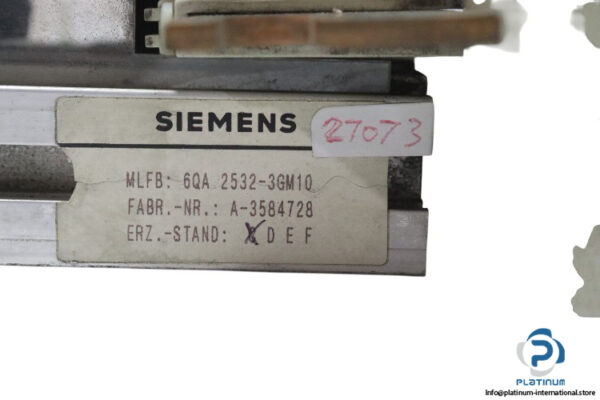 SIEMENS
27073
MLFB: 6QA 2532-3GM10
FABR.-NR.: A-3584728
ERZ.-STAND: D E F
PLATINUM
Info@platinum-international.store